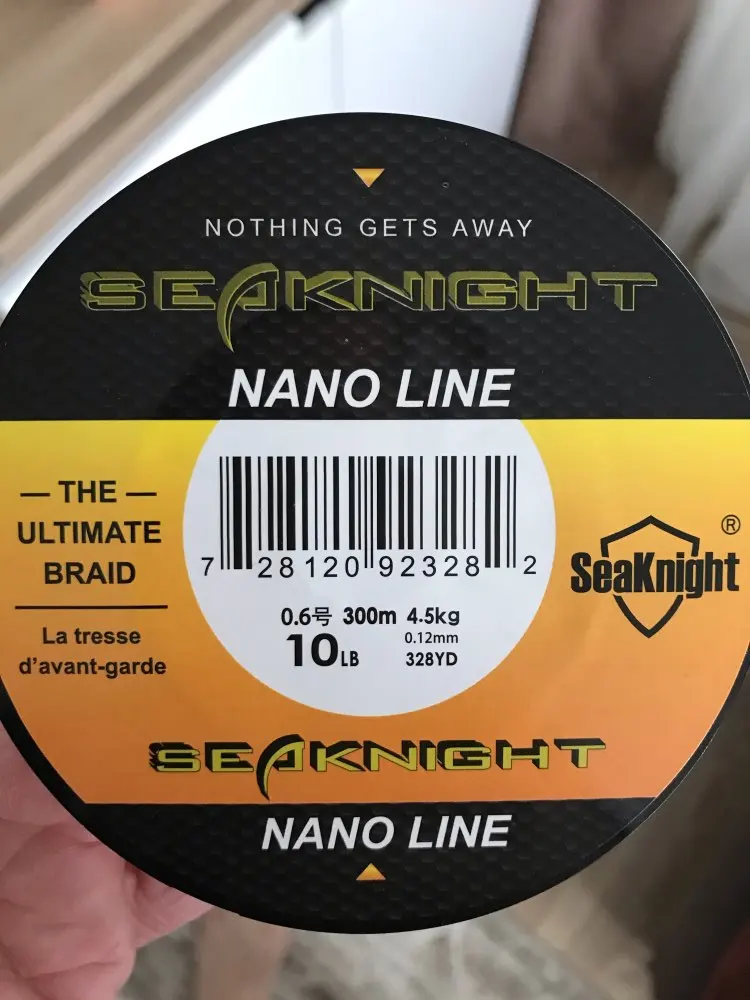 NOTHING GETS AWAY
SEAKNIGHT
NANO LINE
— THE —
ULTIMATE
BRAID
La tresse
d'avant-garde
7 28120 92328 2
0.6号 300m 4.5kg
10LB 0.12mm
328YD
SeaKnight®
SEAKNIGHT
NANO LINE